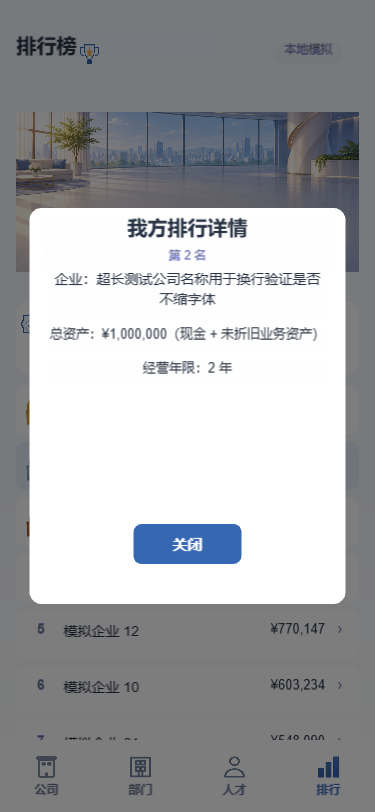 排行榜
本地模拟
我方排行详情
第 2 名
企业：超长测试公司名称用于换行验证是否
不缩字体
总资产：¥1,000,000（现金 + 未折旧业务资产）
经营年限：2 年
关闭
5 模拟企业 12 ¥770,147 ›
6 模拟企业 10 ¥603,234 ›
公司 部门 人才 排行